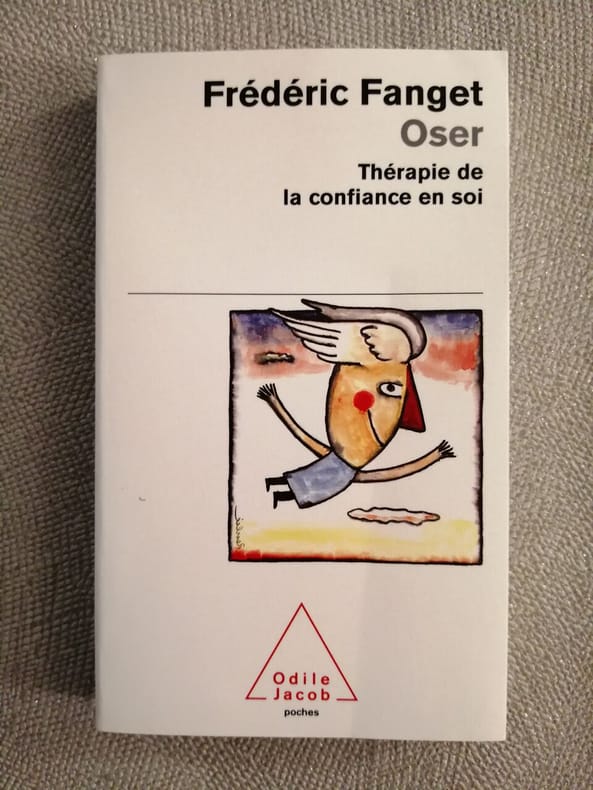 Frédéric Fanget
Oser
Thérapie de
la confiance en soi
Odile
Jacob
poches